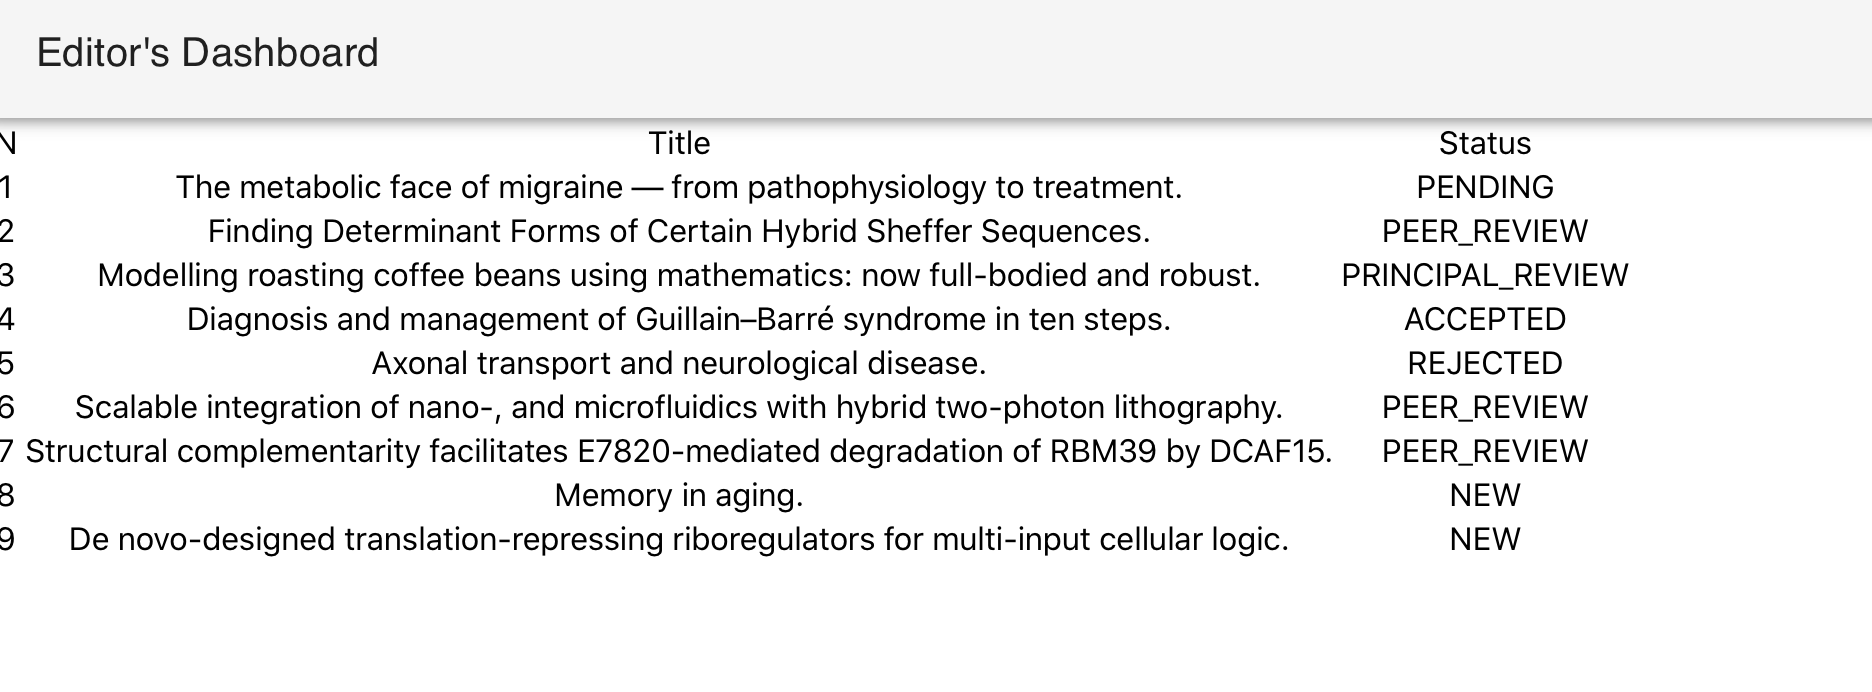 Editor's Dashboard
N Title Status
1 The metabolic face of migraine — from pathophysiology to treatment. PENDING
2 Finding Determinant Forms of Certain Hybrid Sheffer Sequences. PEER_REVIEW
3 Modelling roasting coffee beans using mathematics: now full-bodied and robust. PRINCIPAL_REVIEW
4 Diagnosis and management of Guillain–Barré syndrome in ten steps. ACCEPTED
5 Axonal transport and neurological disease. REJECTED
6 Scalable integration of nano-, and microfluidics with hybrid two-photon lithography. PEER_REVIEW
7 Structural complementarity facilitates E7820-mediated degradation of RBM39 by DCAF15. PEER_REVIEW
8 Memory in aging. NEW
9 De novo-designed translation-repressing riboregulators for multi-input cellular logic. NEW